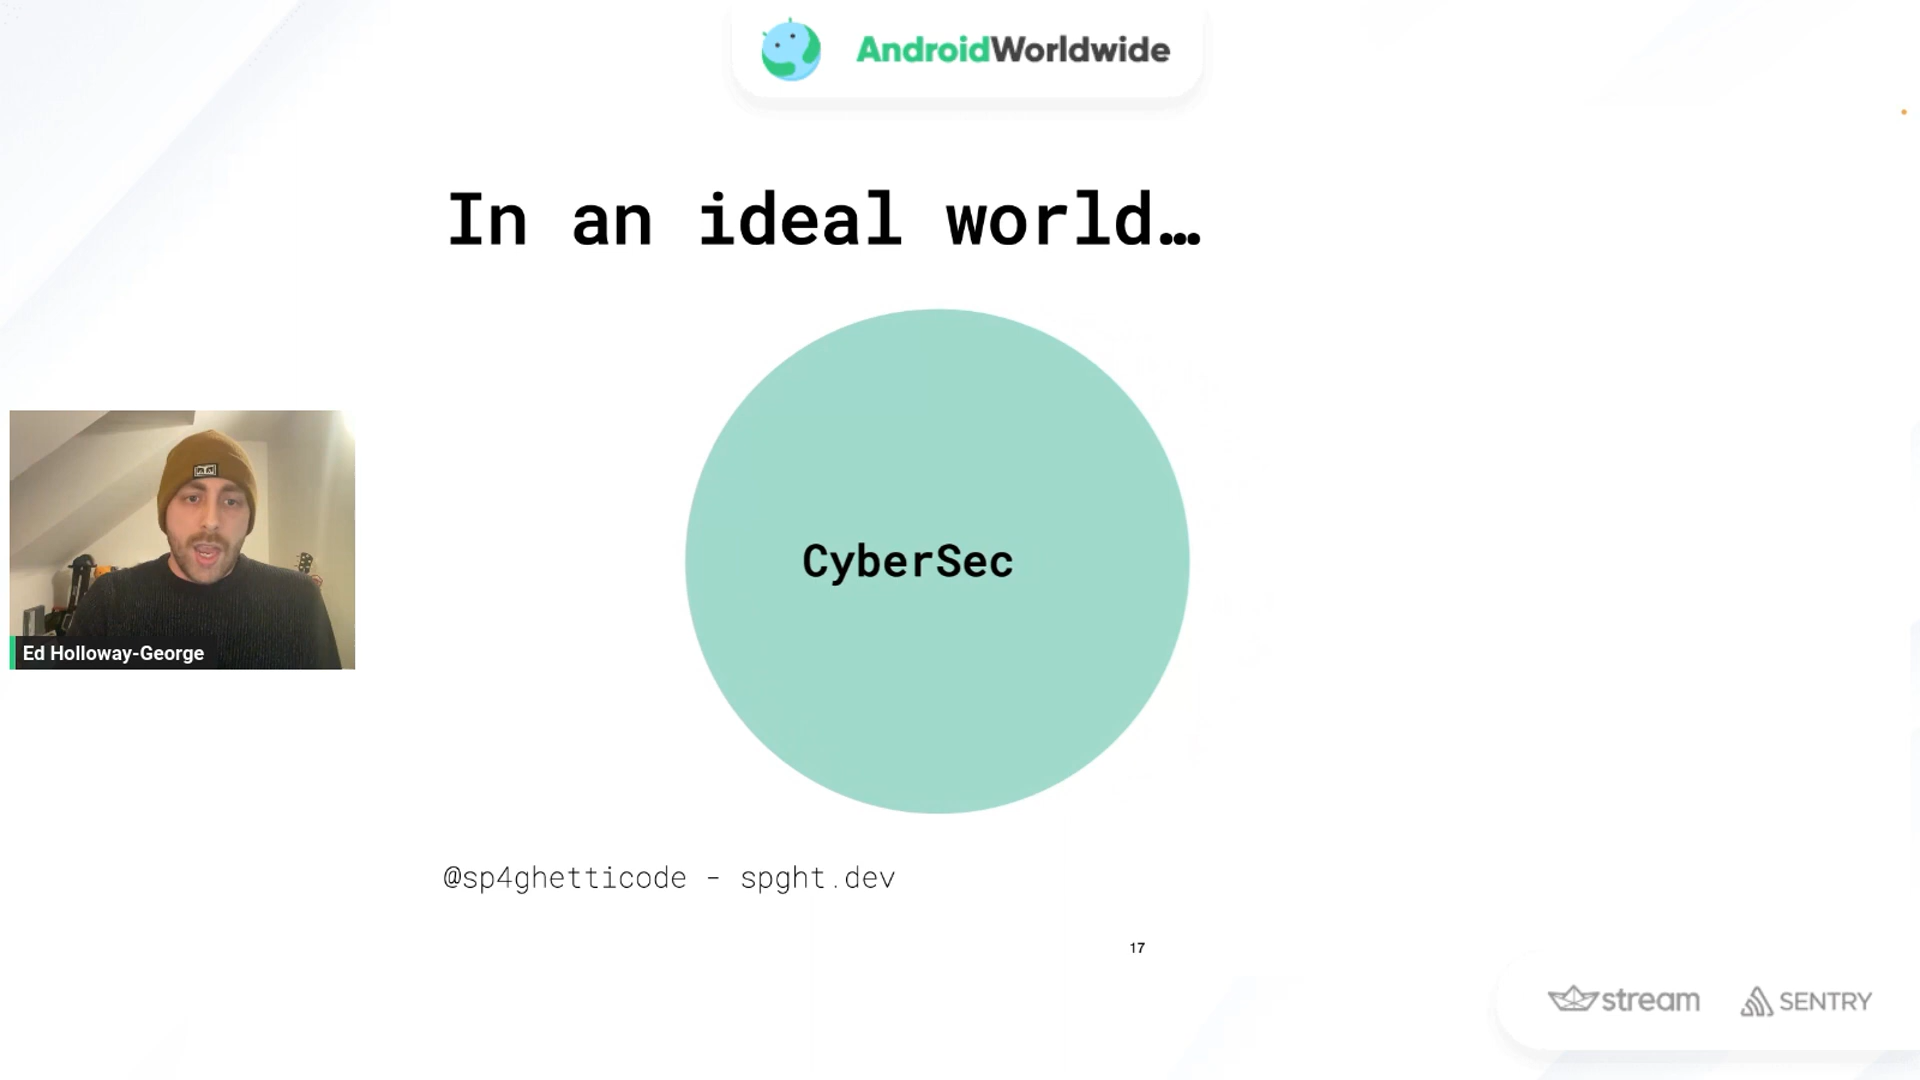 AndroidWorldwide
In an ideal world…
CyberSec
Ed Holloway-George
@sp4ghetticode - spght.dev
17
stream
SENTRY